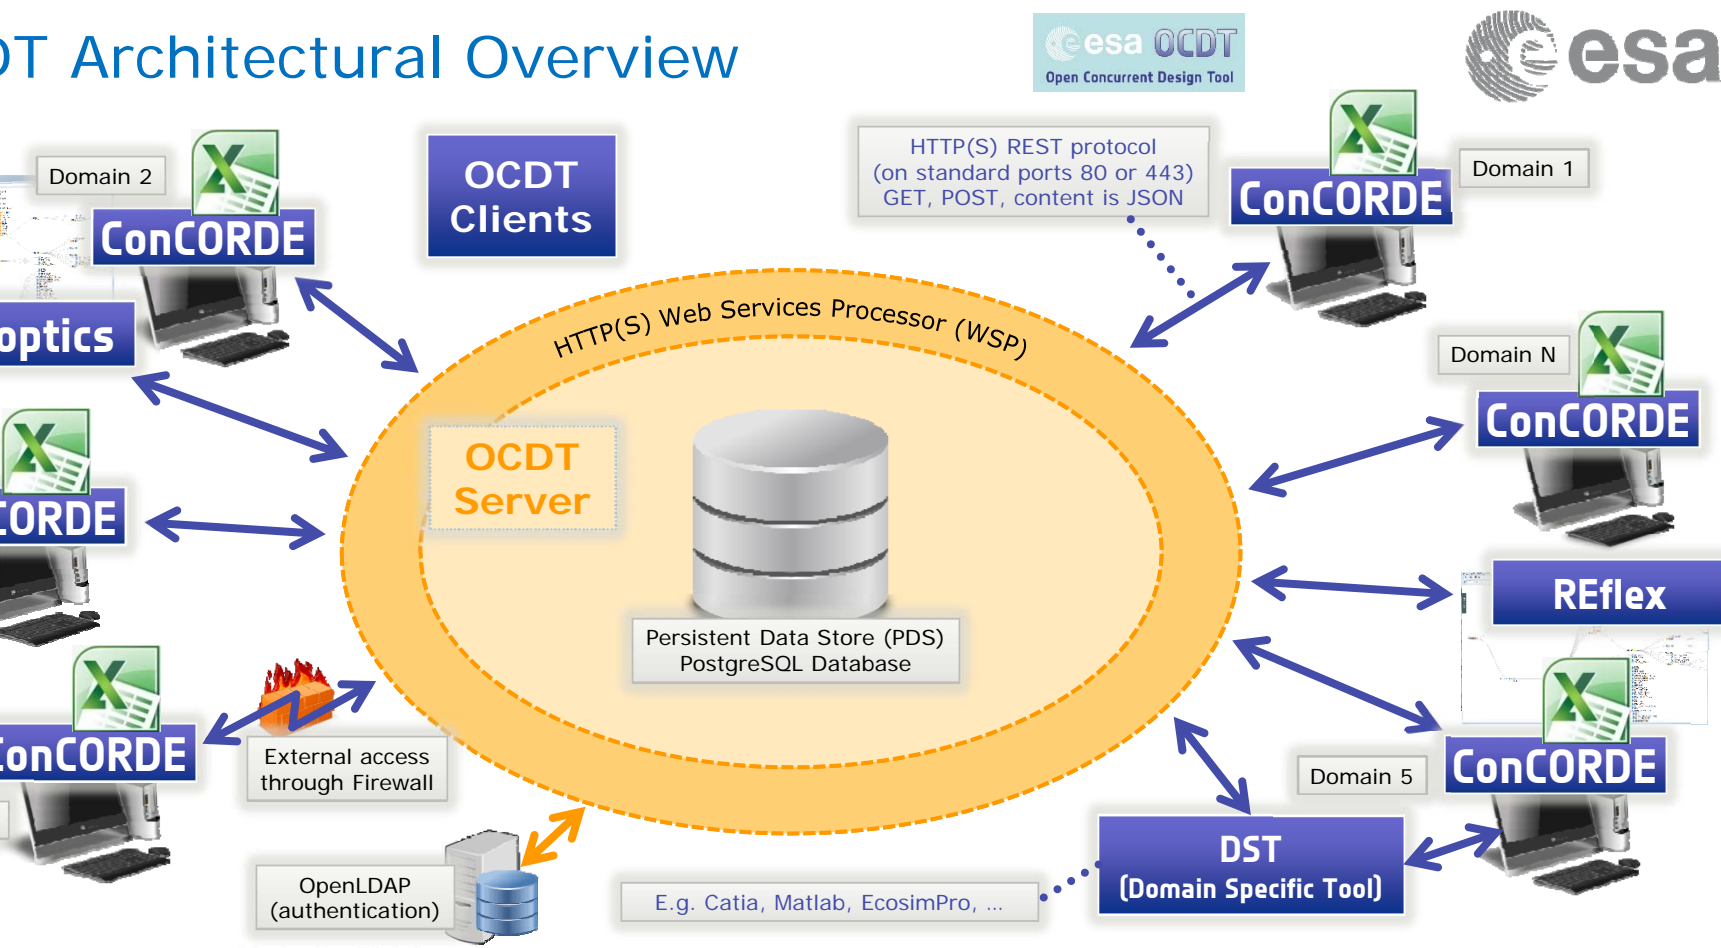 DT Architectural Overview
esa OCDT
Open Concurrent Design Tool
esa
Domain 2
ConCORDE
OCDT
Clients
HTTP(S) REST protocol
(on standard ports 80 or 443)
GET, POST, content is JSON
ConCORDE
Domain 1
optics
HTTP(S) Web Services Processor (WSP)
Domain N
ConCORDE
OCDT
Server
CORDE
REflex
Persistent Data Store (PDS)
PostgreSQL Database
ConCORDE
External access
through Firewall
Domain 5
ConCORDE
DST
(Domain Specific Tool)
OpenLDAP
(authentication)
E.g. Catia, Matlab, EcosimPro, ...